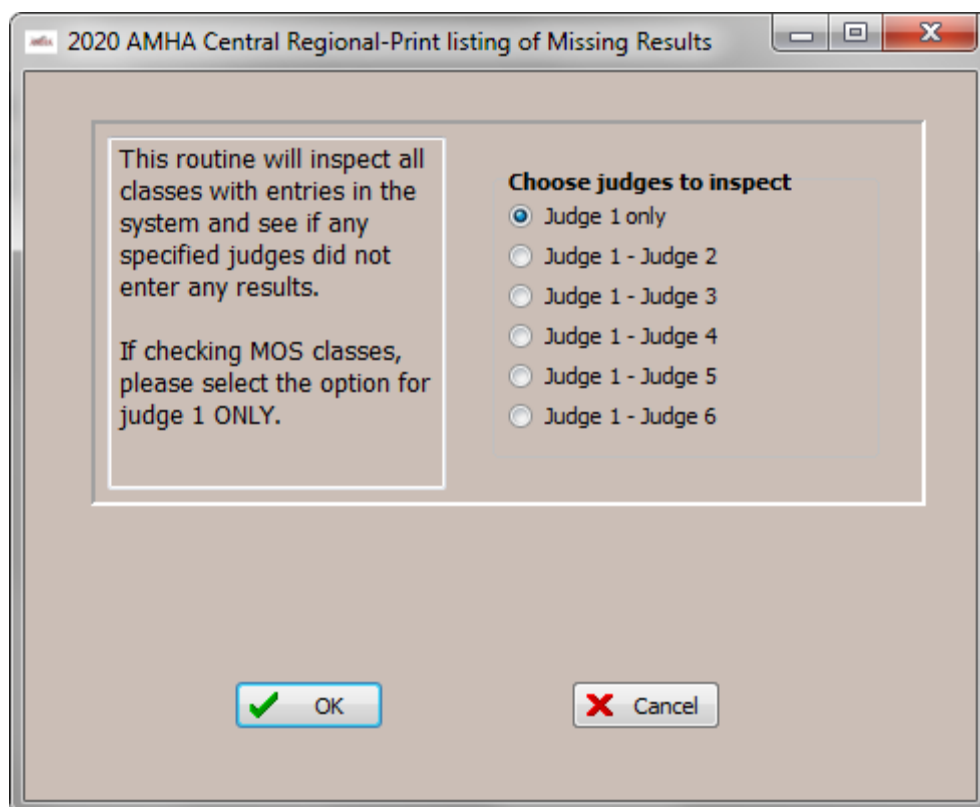 2020 AMHA Central Regional-Print listing of Missing Results
This routine will inspect all
classes with entries in the
system and see if any
specified judges did not
enter any results.
If checking MOS classes,
please select the option for
judge 1 ONLY.
Choose judges to inspect
Judge 1 only
Judge 1 - Judge 2
Judge 1 - Judge 3
Judge 1 - Judge 4
Judge 1 - Judge 5
Judge 1 - Judge 6
OK
Cancel